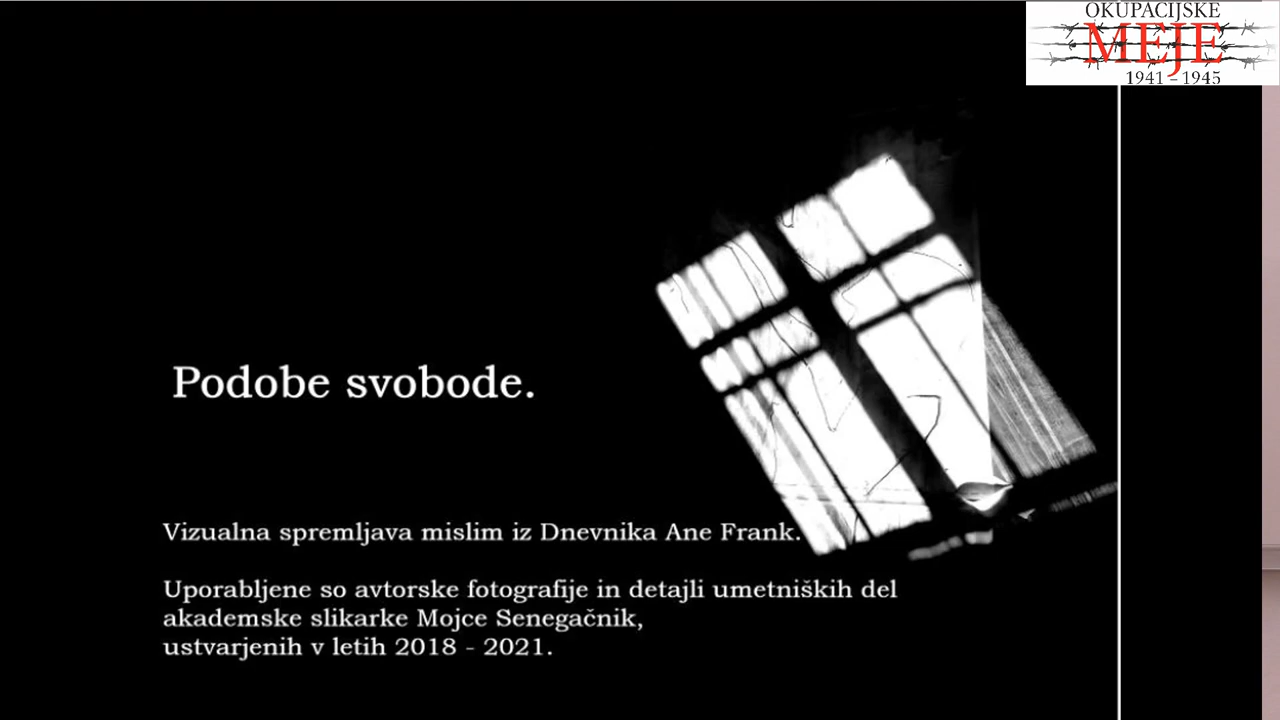 OKUPACIJSKE
MEJE
1941 – 1945
Podobe svobode.
Vizualna spremljava mislim iz Dnevnika Ane Frank.
Uporabljene so avtorske fotografije in detajli umetniških del
akademske slikarke Mojce Senegačnik,
ustvarjenih v letih 2018 - 2021.